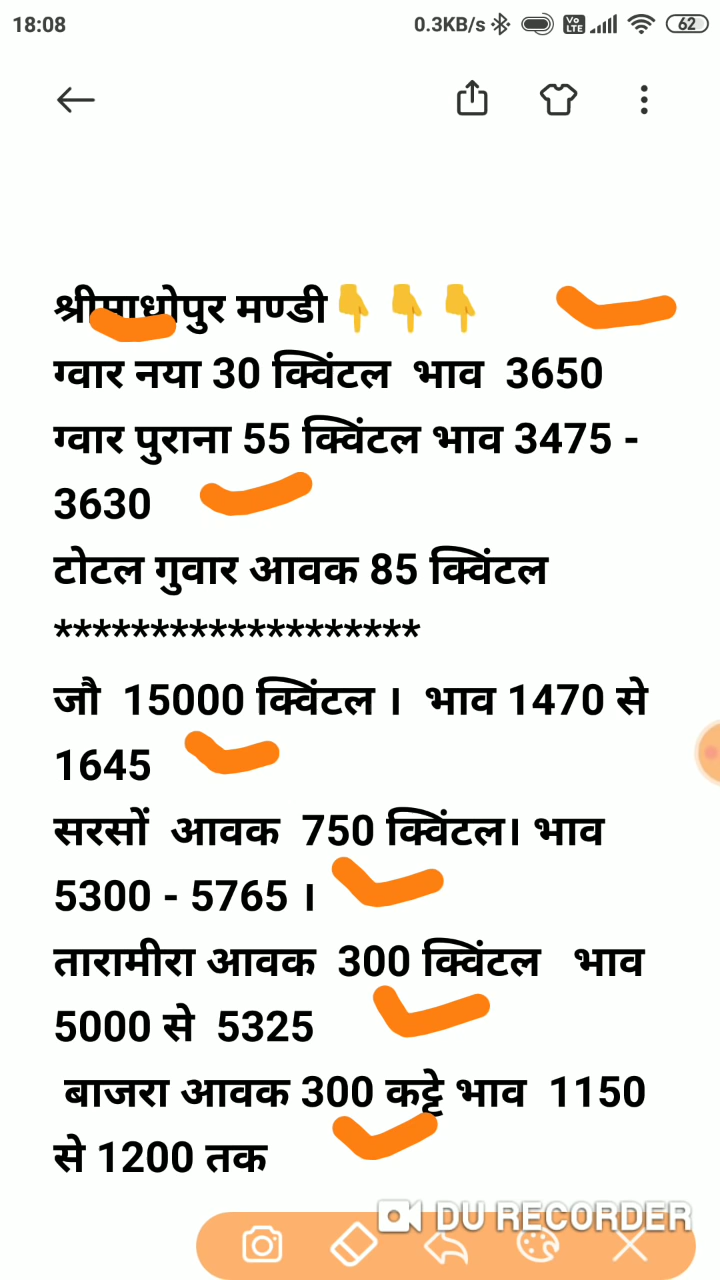 18:08 0.3KB/s Vo LTE 62
श्रीमाधोपुर मण्डी👇👇👇
ग्वार नया 30 क्विंटल भाव 3650
ग्वार पुराना 55 क्विंटल भाव 3475 -
3630
टोटल गुवार आवक 85 क्विंटल
*******************
जौ 15000 क्विंटल । भाव 1470 से
1645
सरसों आवक 750 क्विंटल। भाव
5300 - 5765 ।
तारामीरा आवक 300 क्विंटल भाव
5000 से 5325
बाजरा आवक 300 कट्टे भाव 1150
से 1200 तक
DU RECORDER